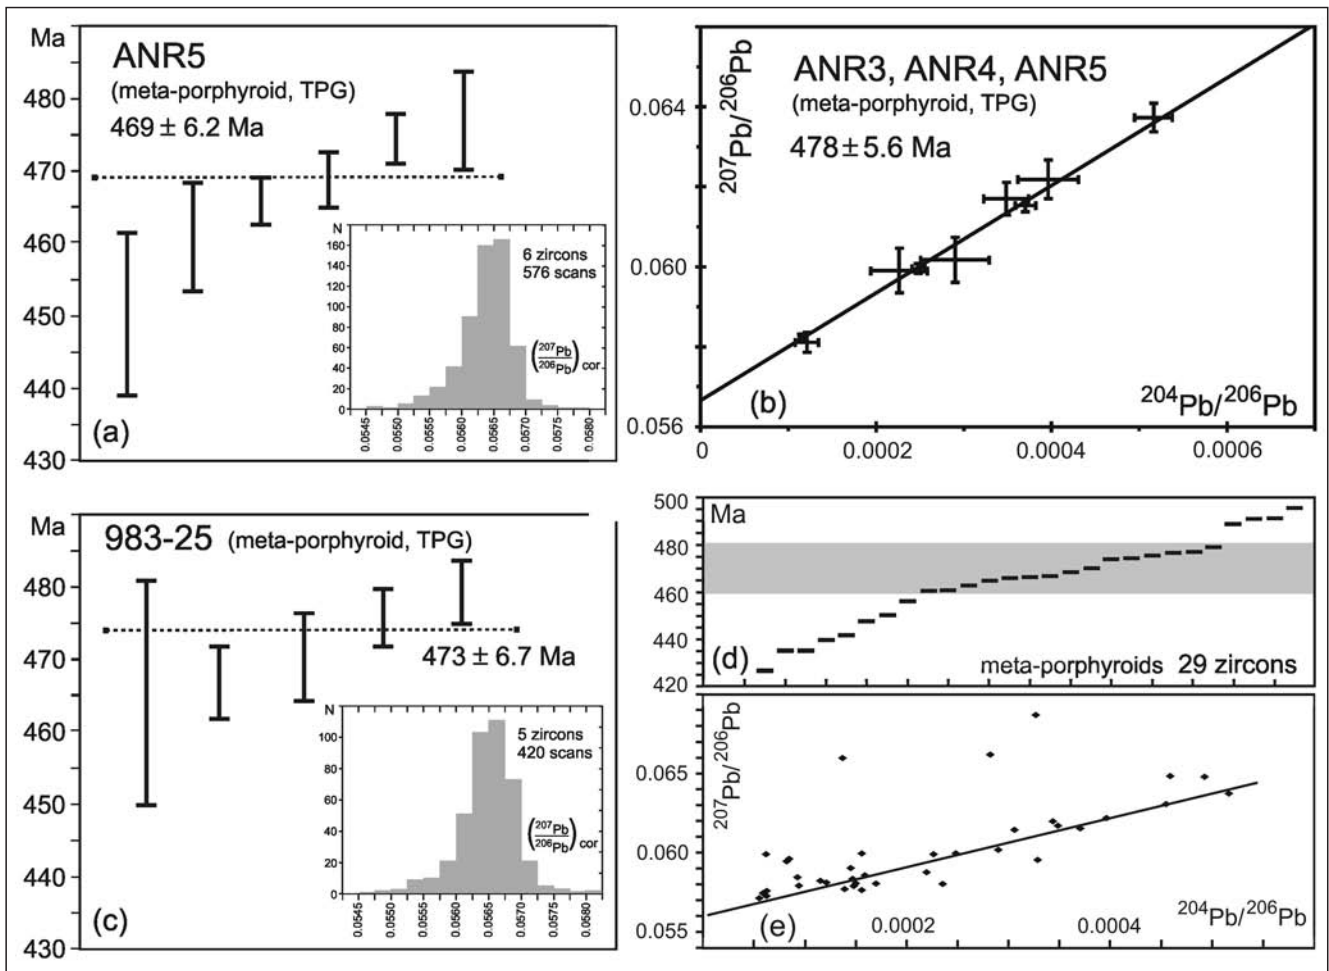 Ma
ANR5
(meta-porphyroid, TPG)
469 ± 6.2 Ma
480
470
460
450
440
430
(a)
N
160
140
120
100
80
60
40
20
0
6 zircons
576 scans
(207Pb/206Pb) cor
0.0545
0.0550
0.0555
0.0560
0.0565
0.0570
0.0575
0.0580
207Pb/206Pb
ANR3, ANR4, ANR5
(meta-porphyroid, TPG)
478 ± 5.6 Ma
0.064
0.060
0.056
(b)
204Pb/206Pb
0
0.0002
0.0004
0.0006
Ma
983-25 (meta-porphyroid, TPG)
480
470
460
450
440
430
473 ± 6.7 Ma
(c)
N
100
80
60
40
20
0
5 zircons
420 scans
(207Pb/206Pb) cor
0.0545
0.0550
0.0555
0.0560
0.0565
0.0570
0.0575
0.0580
500
480
460
440
420
Ma
(d)
meta-porphyroids 29 zircons
207Pb/206Pb
0.065
0.060
0.055
(e)
0.0002
0.0004
204Pb/206Pb